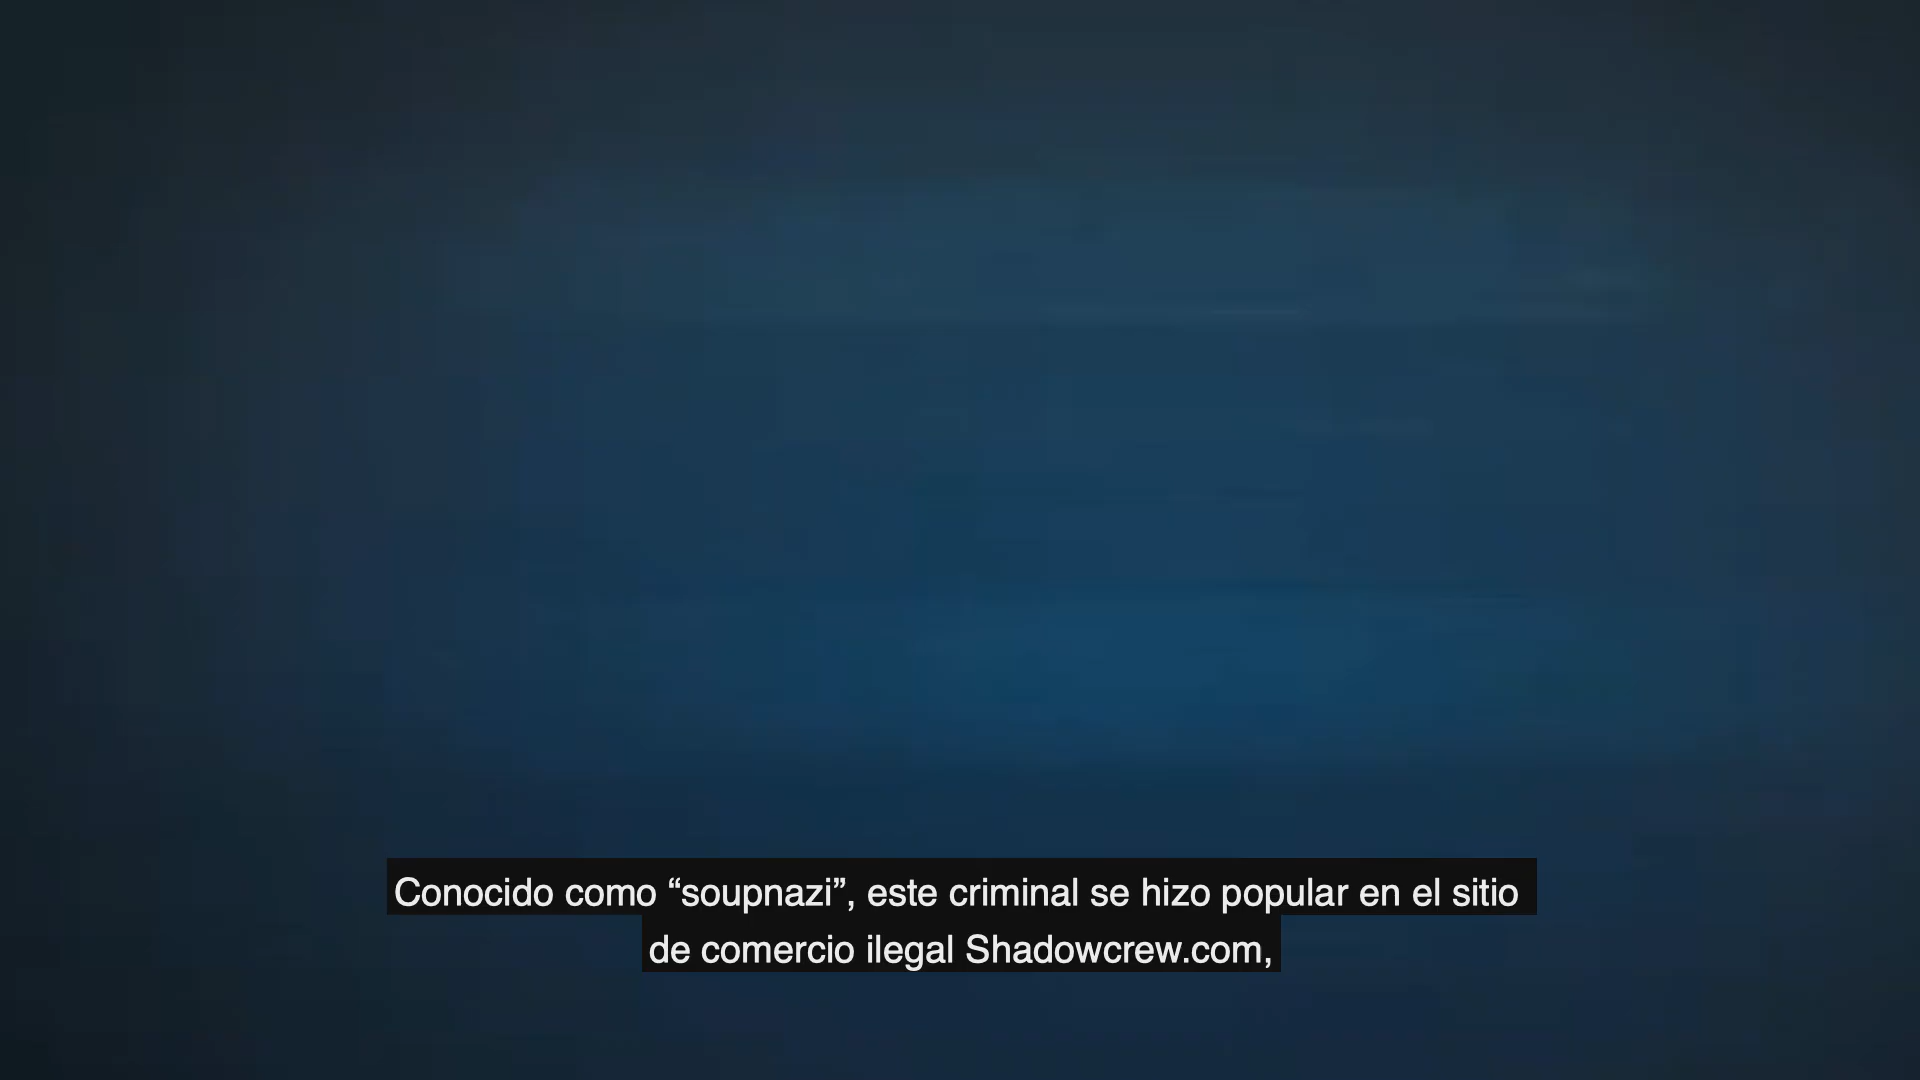 Conocido como “soupnazi”, este criminal se hizo popular en el sitio
de comercio ilegal Shadowcrew.com,